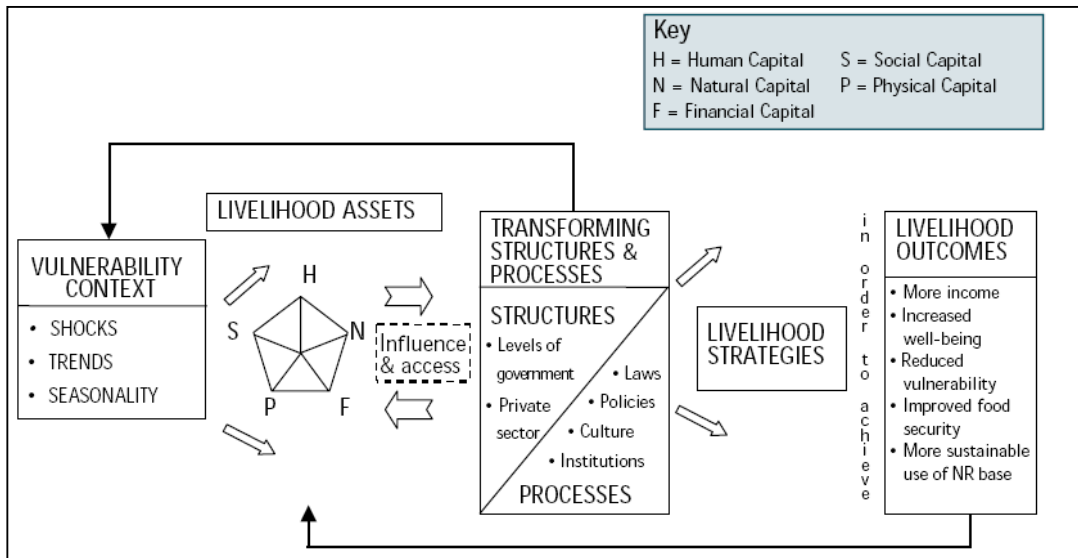 Key
H = Human Capital S = Social Capital
N = Natural Capital P = Physical Capital
F = Financial Capital
LIVELIHOOD ASSETS
VULNERABILITY
CONTEXT
• SHOCKS
• TRENDS
• SEASONALITY
H
S
N
P
F
Influence
& access
TRANSFORMING
STRUCTURES &
PROCESSES
STRUCTURES
• Levels of
government
• Private
sector
• Laws
• Policies
• Culture
• Institutions
PROCESSES
LIVELIHOOD
STRATEGIES
in order to achieve
LIVELIHOOD
OUTCOMES
• More income
• Increased
well-being
• Reduced
vulnerability
• Improved food
security
• More sustainable
use of NR base